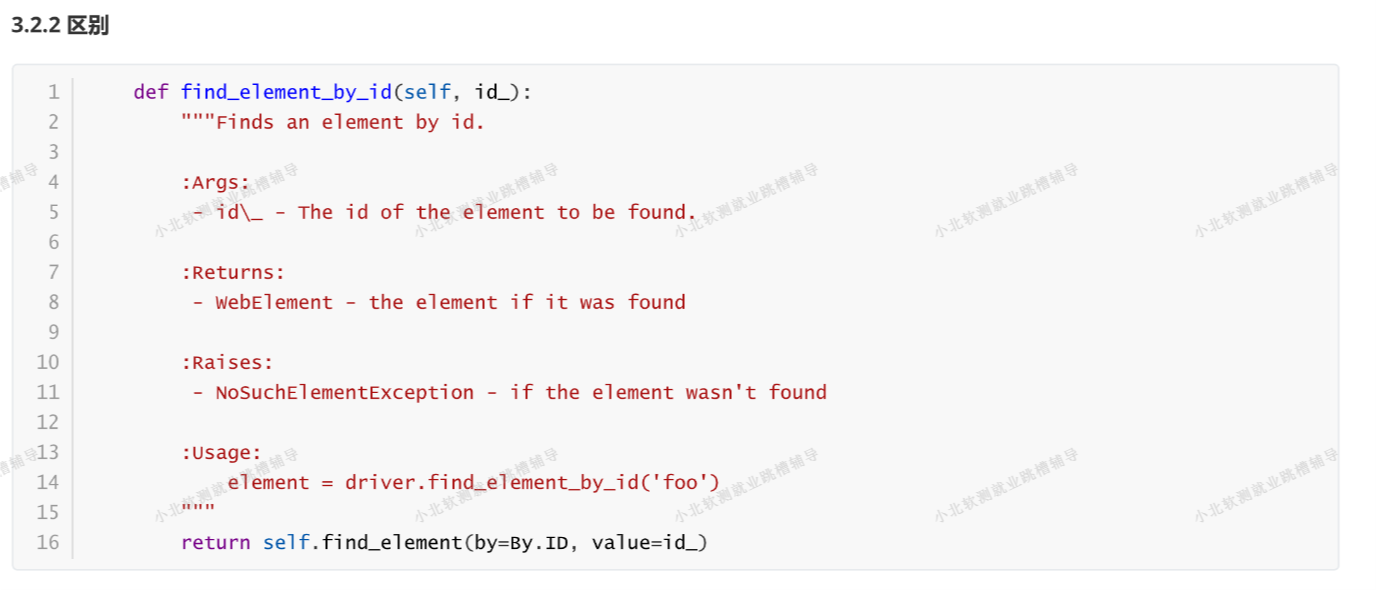 3.2.2 区别
1 def find_element_by_id(self, id_):
2 """Finds an element by id.
3
4 :Args:
5 - id\_ - The id of the element to be found.
6
7 :Returns:
8 - WebElement - the element if it was found
9
10 :Raises:
11 - NoSuchElementException - if the element wasn't found
12
13 :Usage:
14 element = driver.find_element_by_id('foo')
15 """
16 return self.find_element(by=By.ID, value=id_)
小北软测就业跳槽辅导
小北软测就业跳槽辅导
小北软测就业跳槽辅导
小北软测就业跳槽辅导
小北软测就业跳槽辅导
小北软测就业跳槽辅导
小北软测就业跳槽辅导
小北软测就业跳槽辅导
小北软测就业跳槽辅导
小北软测就业跳槽辅导